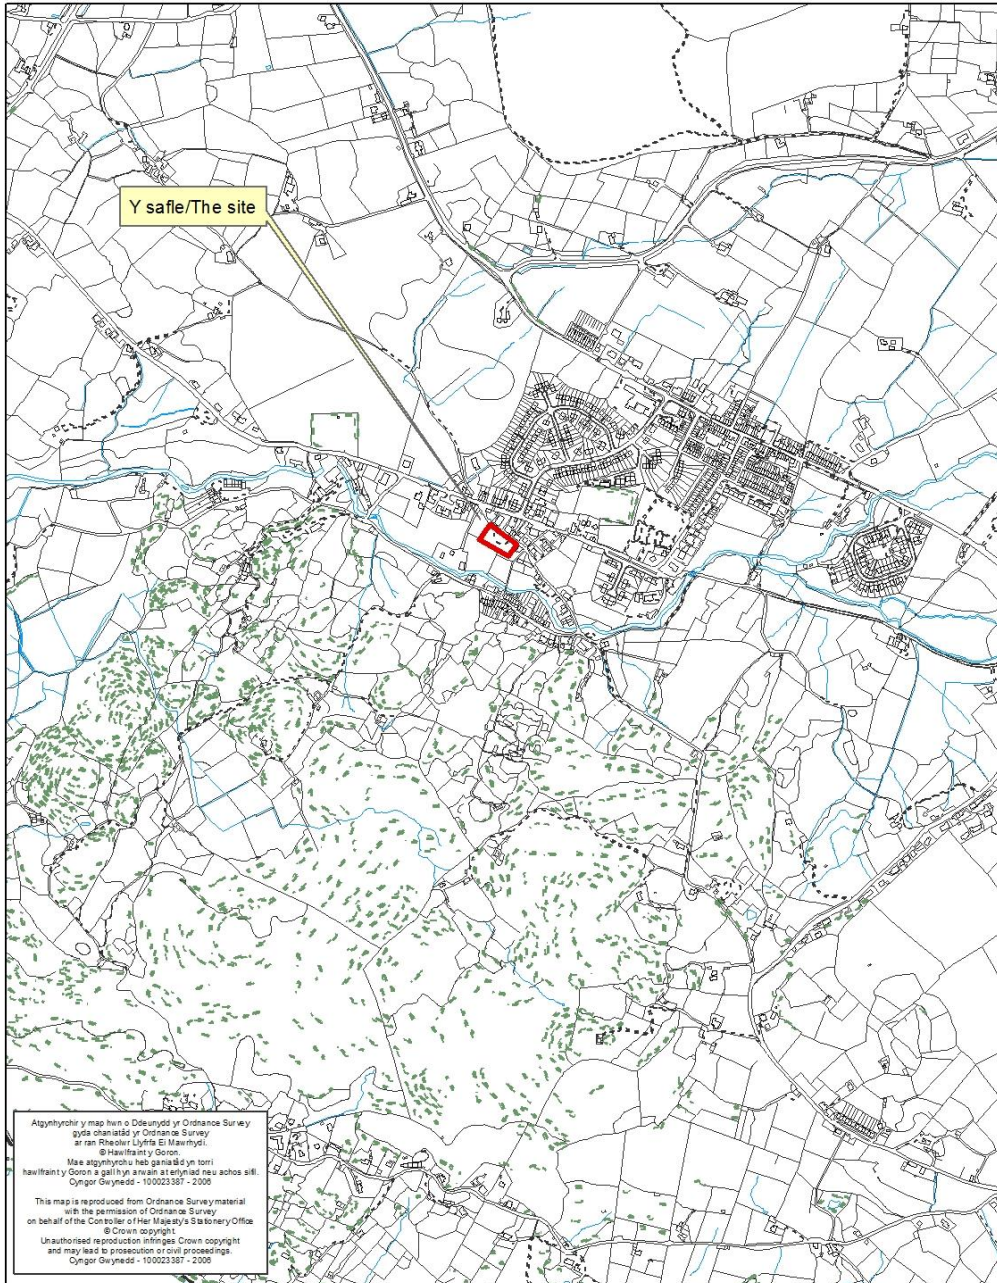 Y safle/The site
Atgynhyrchir y map hwn o Ddeunydd yr Ordnance Survey
gyda chaniatâd yr Ordnance Survey
ar ran Rheolwr Llyfrfa Ei Mawrhydi.
© Hawlfraint y Goron.
Mae atgynhyrchu heb ganiatâd yn torri
hawlfraint y Goron a gall hyn arwain at erlyniad neu achos sifil.
Cyngor Gwynedd - 100023387 - 2006
This map is reproduced from Ordnance Survey material
with the permission of Ordnance Survey
on behalf of the Controller of Her Majesty's Stationery Office
© Crown copyright.
Unauthorised reproduction infringes Crown copyright
and may lead to prosecution or civil proceedings.
Cyngor Gwynedd - 100023387 - 2006